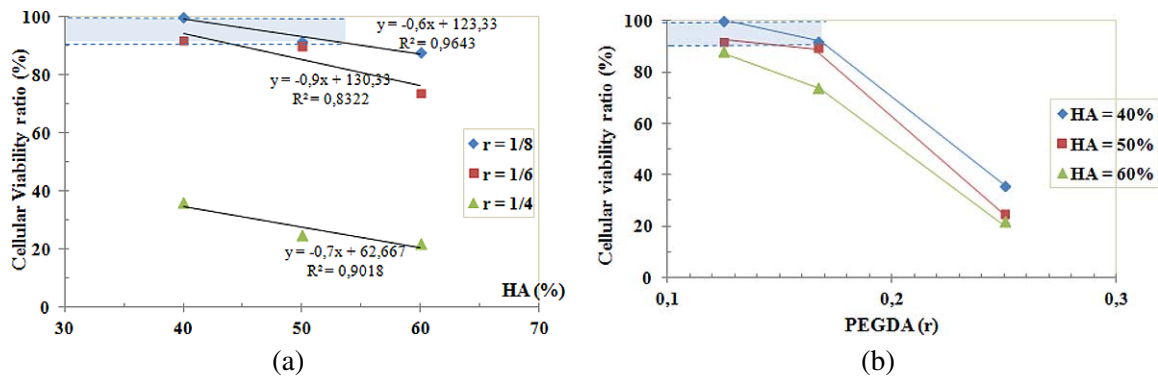 Cellular Viability ratio (%)
100
80
60
40
20
0
30
40
50
60
70
HA (%)
y = -0,6x + 123,33
R² = 0,9643
y = -0,9x + 130,33
R² = 0,8322
y = -0,7x + 62,667
R² = 0,9018
r = 1/8
r = 1/6
r = 1/4
(a)
Cellular viability ratio (%)
100
80
60
40
20
0
0,1
0,2
0,3
PEGDA (r)
HA = 40%
HA = 50%
HA = 60%
(b)